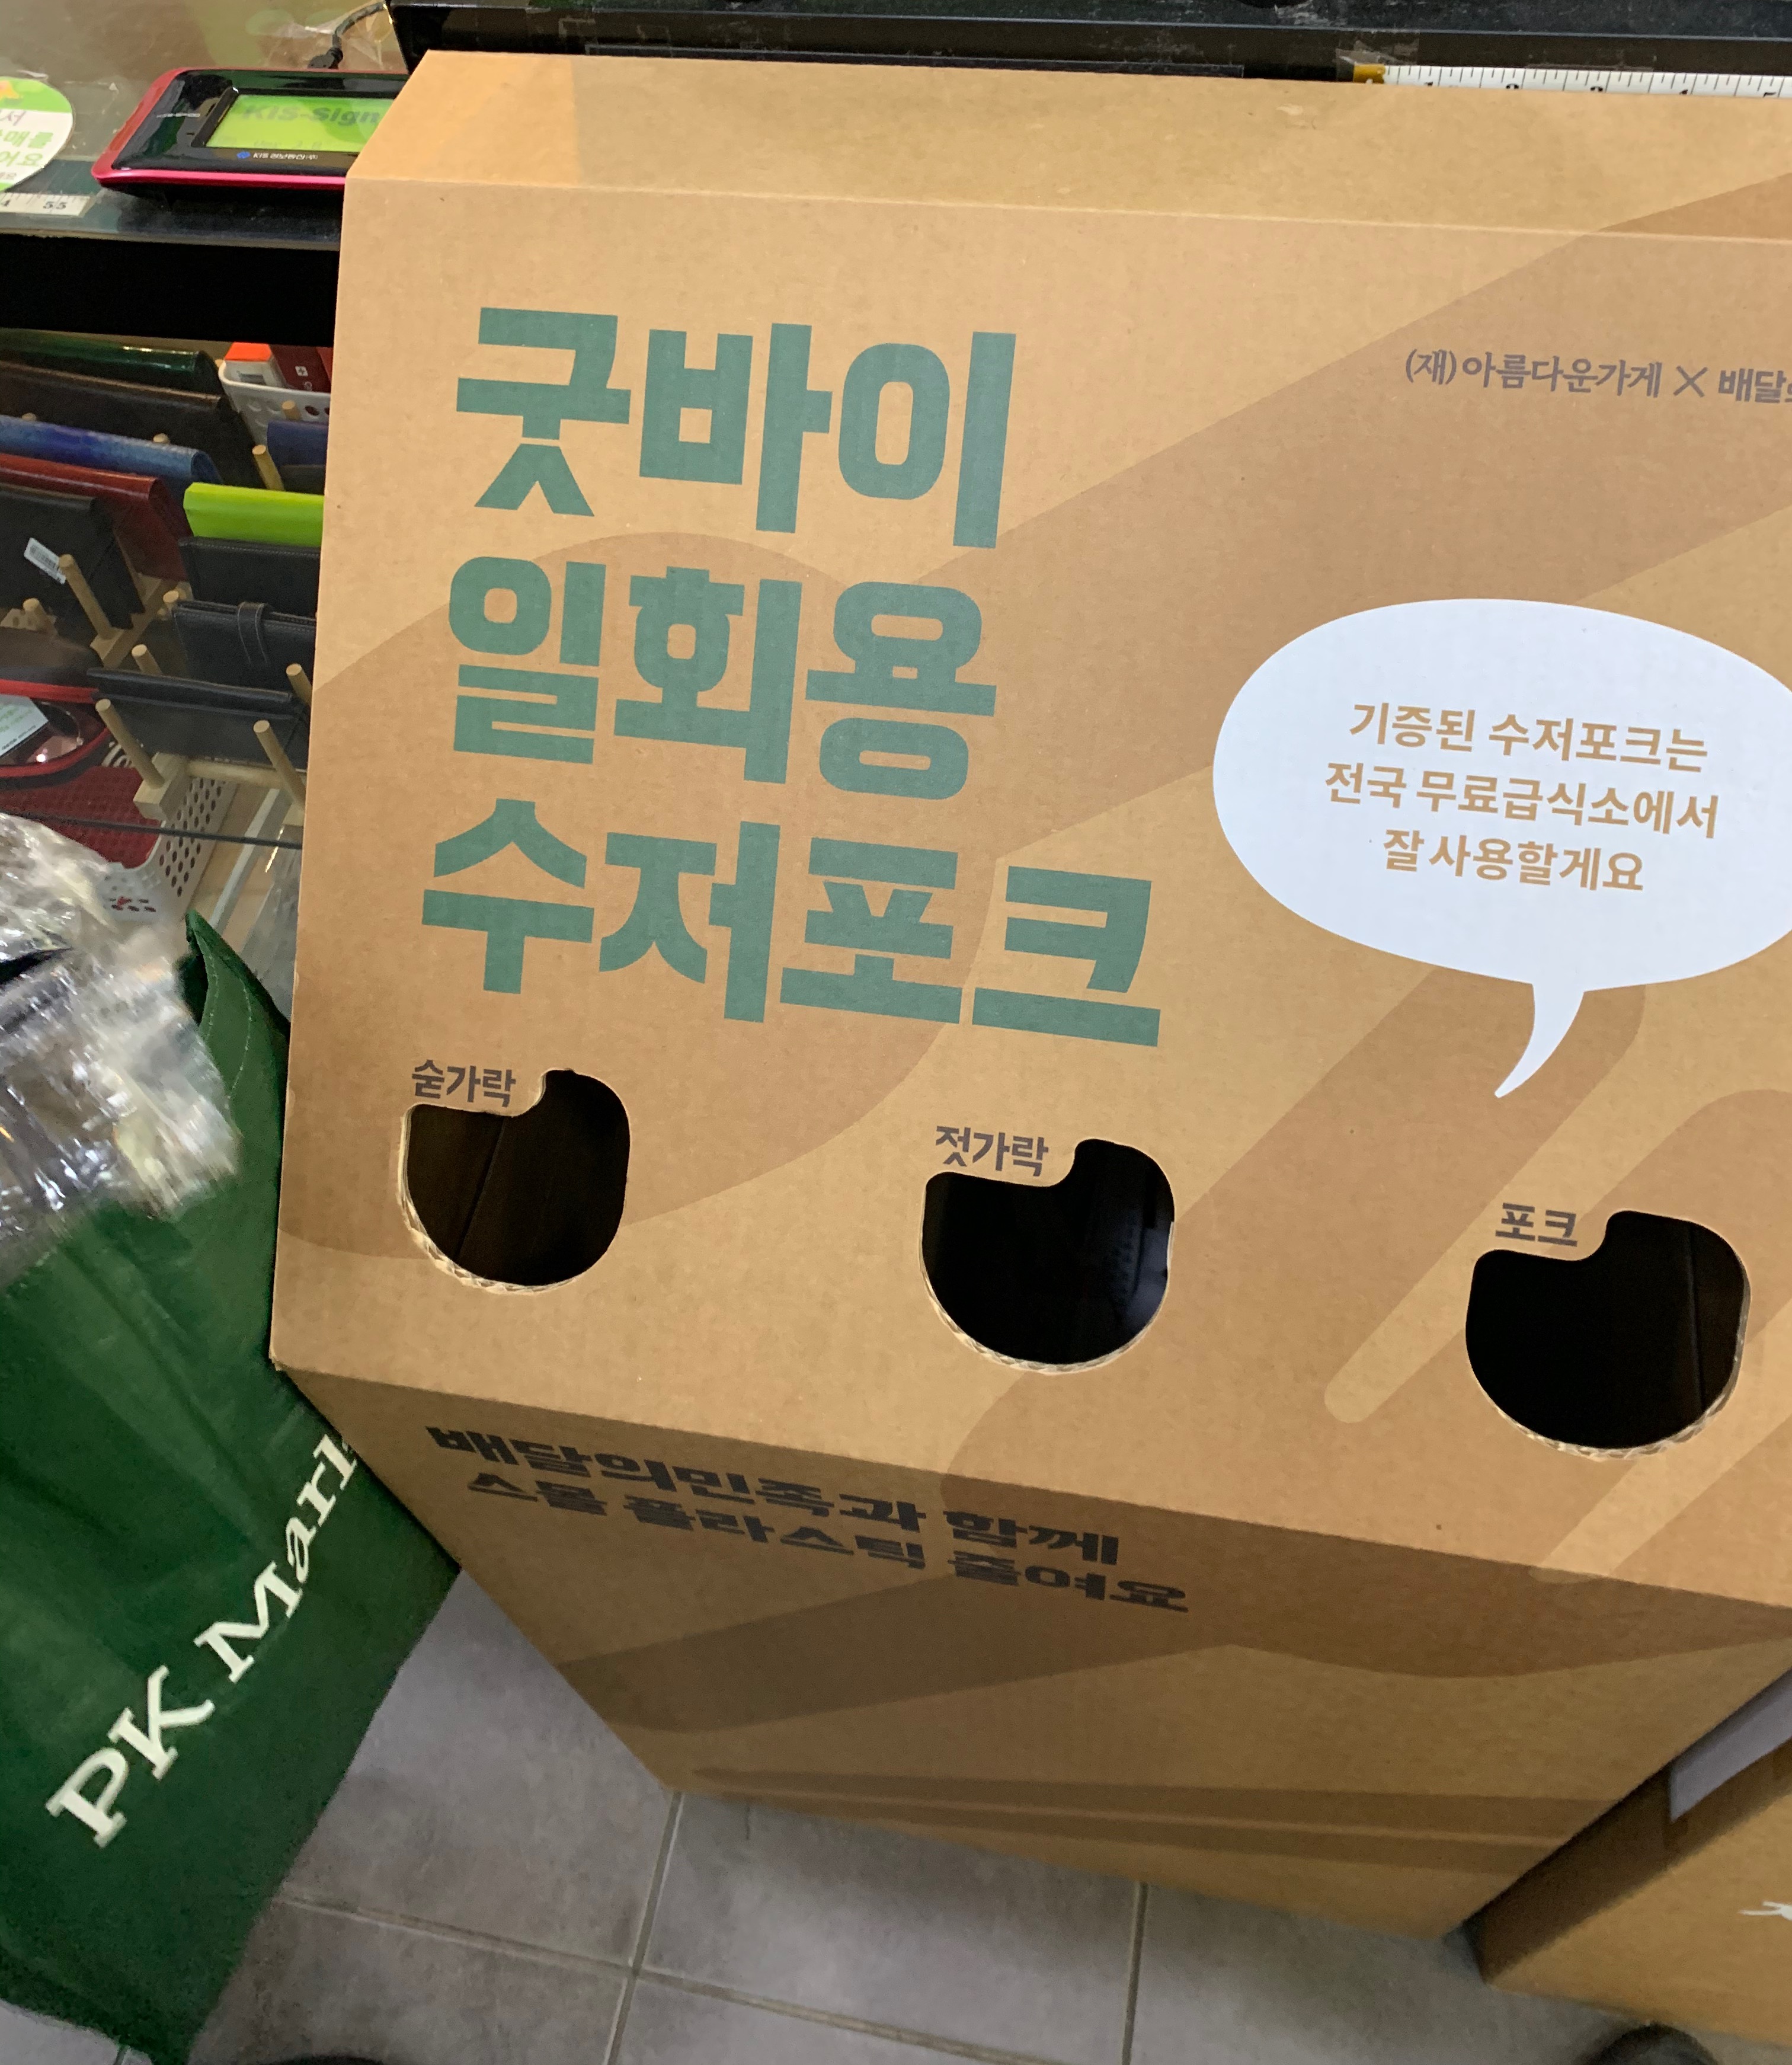 KIS-Sign
굿바이
일회용
수저포크
(재)아름다운가게 X 배달의
기증된 수저포크는
전국 무료급식소에서
잘 사용할게요
숟가락
젓가락
포크
배달의민족과 함께
스몰 플라스틱 줄여요
PK Mark